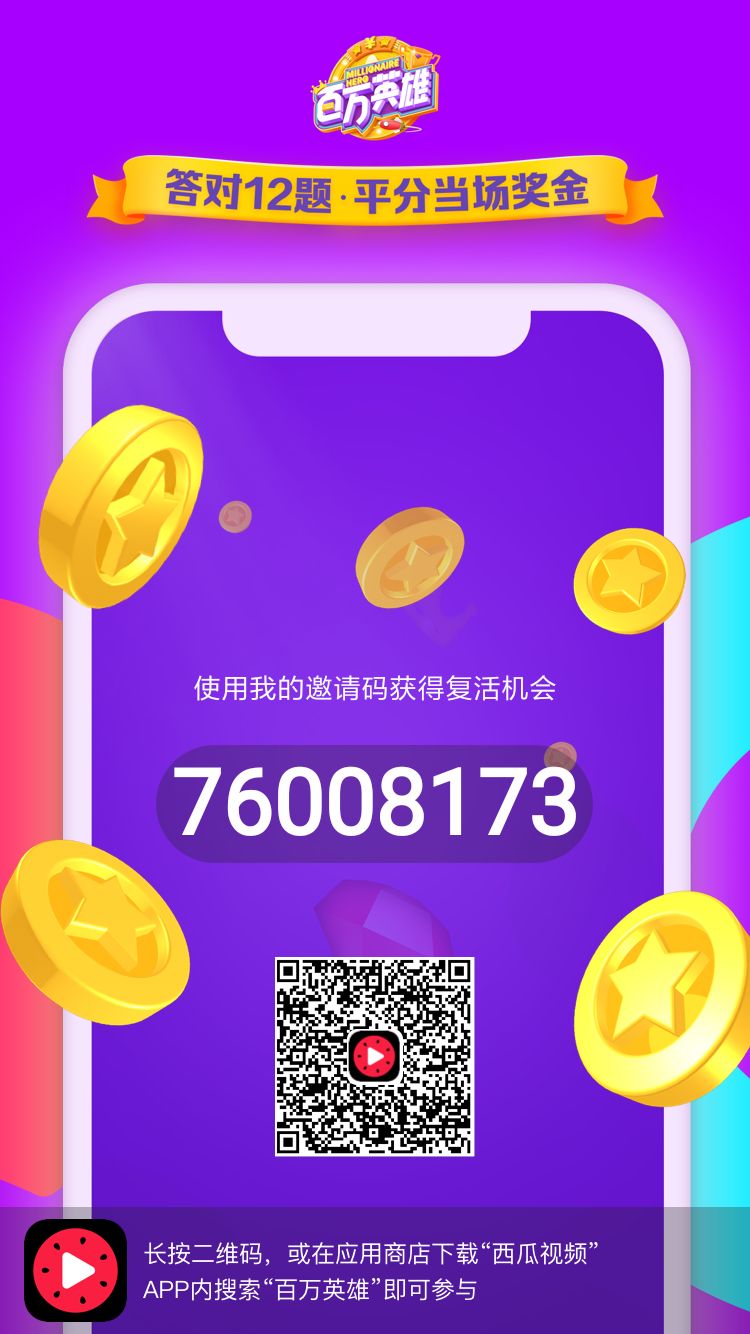 MILLIONAIRE
HERO
百万英雄
答对12题·平分当场奖金
使用我的邀请码获得复活机会
76008173
长按二维码，或在应用商店下载“西瓜视频”
APP内搜索“百万英雄”即可参与